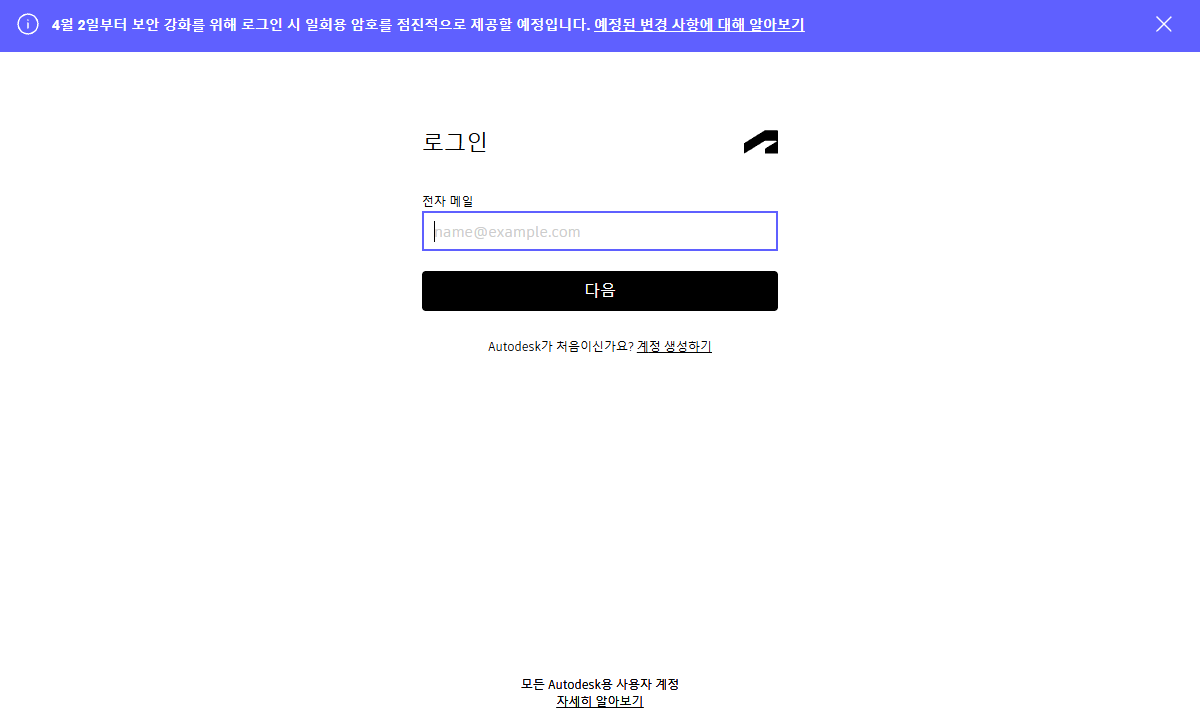 4월 2일부터 보안 강화를 위해 로그인 시 일회용 암호를 점진적으로 제공할 예정입니다. 예정된 변경 사항에 대해 알아보기
로그인
전자 메일
name@example.com
다음
Autodesk가 처음이신가요? 계정 생성하기
모든 Autodesk용 사용자 계정
자세히 알아보기